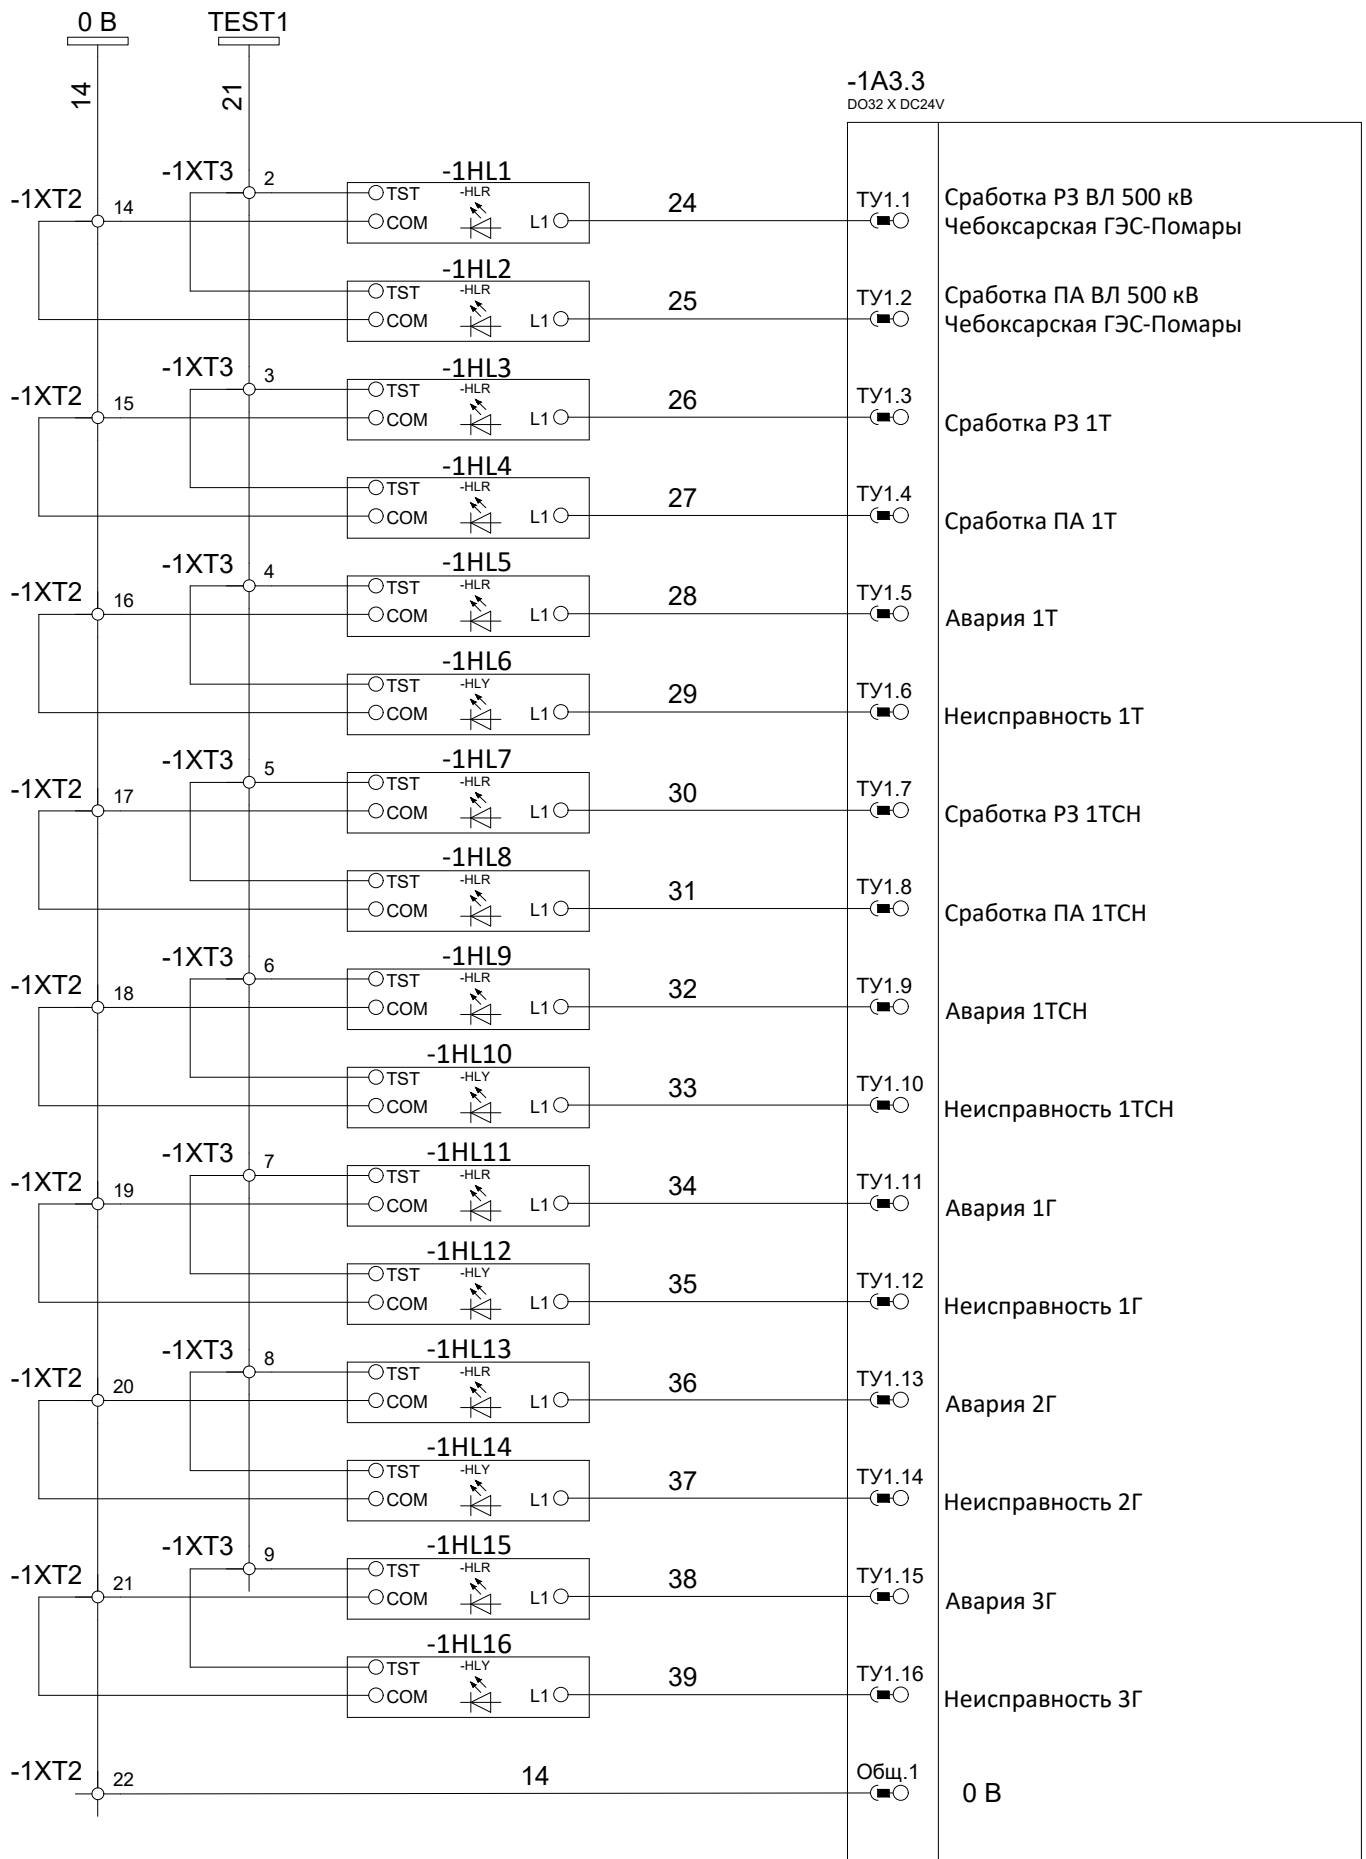 0 В
TEST1
14
21
-1A3.3
DO32 X DC24V
-1XT3
2
-1HL1
-1XT2
14
TST
-HLR
COM
L1
24
ТУ1.1
Сработка РЗ ВЛ 500 кВ
Чебоксарская ГЭС-Помары
-1HL2
TST
-HLR
COM
L1
25
ТУ1.2
Сработка ПА ВЛ 500 кВ
Чебоксарская ГЭС-Помары
-1XT3
3
-1HL3
-1XT2
15
TST
-HLR
COM
L1
26
ТУ1.3
Сработка РЗ 1Т
-1HL4
TST
-HLR
COM
L1
27
ТУ1.4
Сработка ПА 1Т
-1XT3
4
-1HL5
-1XT2
16
TST
-HLR
COM
L1
28
ТУ1.5
Авария 1Т
-1HL6
TST
-HLY
COM
L1
29
ТУ1.6
Неисправность 1Т
-1XT3
5
-1HL7
-1XT2
17
TST
-HLR
COM
L1
30
ТУ1.7
Сработка РЗ 1ТСН
-1HL8
TST
-HLR
COM
L1
31
ТУ1.8
Сработка ПА 1ТСН
-1XT3
6
-1HL9
-1XT2
18
TST
-HLR
COM
L1
32
ТУ1.9
Авария 1ТСН
-1HL10
TST
-HLY
COM
L1
33
ТУ1.10
Неисправность 1ТСН
-1XT3
7
-1HL11
-1XT2
19
TST
-HLR
COM
L1
34
ТУ1.11
Авария 1Г
-1HL12
TST
-HLY
COM
L1
35
ТУ1.12
Неисправность 1Г
-1XT3
8
-1HL13
-1XT2
20
TST
-HLR
COM
L1
36
ТУ1.13
Авария 2Г
-1HL14
TST
-HLY
COM
L1
37
ТУ1.14
Неисправность 2Г
-1XT3
9
-1HL15
-1XT2
21
TST
-HLR
COM
L1
38
ТУ1.15
Авария 3Г
-1HL16
TST
-HLY
COM
L1
39
ТУ1.16
Неисправность 3Г
-1XT2
22
14
Общ.1
0 В